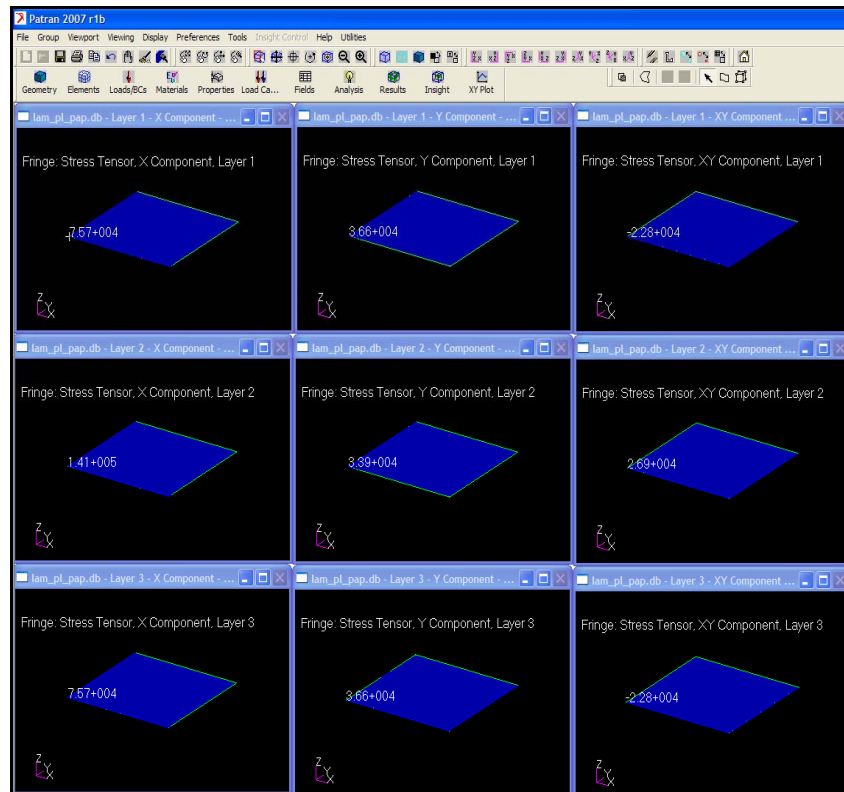 Patran 2007 r1b
File Group Viewport Viewing Display Preferences Tools Insight Control Help Utilities
Geometry Elements Loads/BCs Materials Properties Load Ca... Fields Analysis Results Insight XY Plot
lam_pl_pap.db - Layer 1 - X Component - ...
lam_pl_pap.db - Layer 1 - Y Component - ...
lam_pl_pap.db - Layer 1 - XY Component
Fringe: Stress Tensor, X Component, Layer 1
Fringe: Stress Tensor, Y Component, Layer 1
Fringe: Stress Tensor, XY Component, Layer 1
7.57+004
3.66+004
-2.28+004
Z
Y
X
Z
Y
X
Z
Y
X
lam_pl_pap.db - Layer 2 - X Component - ...
lam_pl_pap.db - Layer 2 - Y Component - ...
lam_pl_pap.db - Layer 2 - XY Component
Fringe: Stress Tensor, X Component, Layer 2
Fringe: Stress Tensor, Y Component, Layer 2
Fringe: Stress Tensor, XY Component, Layer 2
1.41+005
3.39+004
2.69+004
Z
Y
X
Z
Y
X
Z
Y
X
lam_pl_pap.db - Layer 3 - X Component - ...
lam_pl_pap.db - Layer 3 - Y Component - ...
lam_pl_pap.db - Layer 3 - XY Component
Fringe: Stress Tensor, X Component, Layer 3
Fringe: Stress Tensor, Y Component, Layer 3
Fringe: Stress Tensor, XY Component, Layer 3
7.57+004
3.66+004
-2.28+004
Z
Y
X
Z
Y
X
Z
Y
X